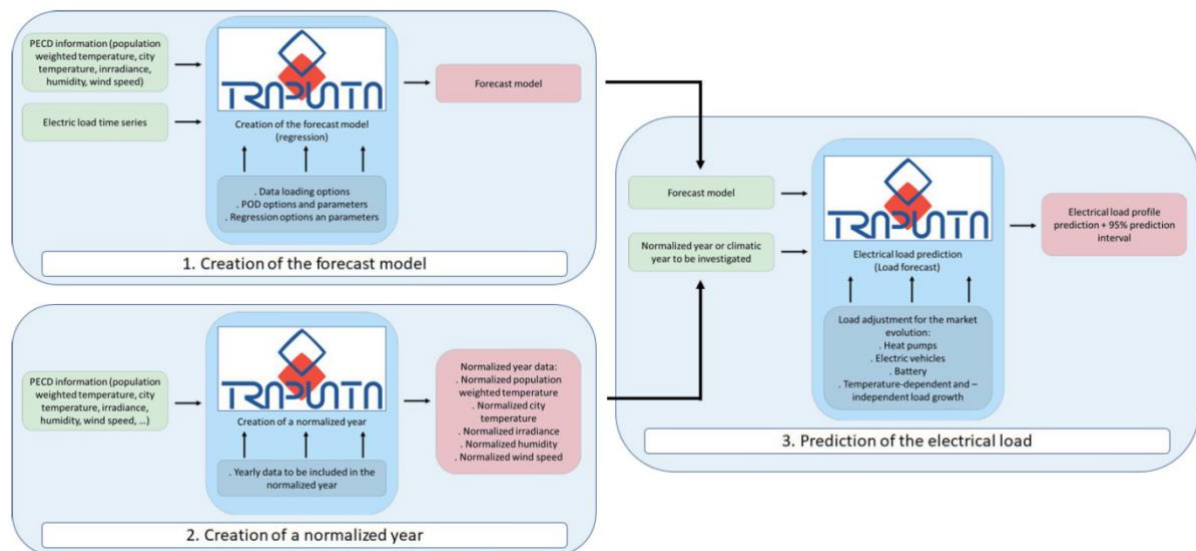 PECD information (population
weighted temperature, city
temperature, inrradiance,
humidity, wind speed)
Electric load time series
TRAPUNTA
Creation of the forecast model
(regression)
. Data loading options
. POD options and parameters
. Regression options an parameters
Forecast model
1. Creation of the forecast model
PECD information (population
weighted temperature, city
temperature, irradiance,
humidity, wind speed, ...)
TRAPUNTA
Creation of a normalized year
. Yearly data to be included in the
normalized year
Normalized year data:
. Normalized population
weighted temperature
. Normalized city
temperature
. Normalized irradiance
. Normalized humidity
. Normalized wind speed
2. Creation of a normalized year
Forecast model
Normalized year or climatic
year to be investigated
TRAPUNTA
Electrical load prediction
(Load forecast)
Load adjustment for the market
evolution:
. Heat pumps
. Electric vehicles
. Battery
. Temperature-dependent and –
independent load growth
Electrical load profile
prediction + 95% prediction
interval
3. Prediction of the electrical load